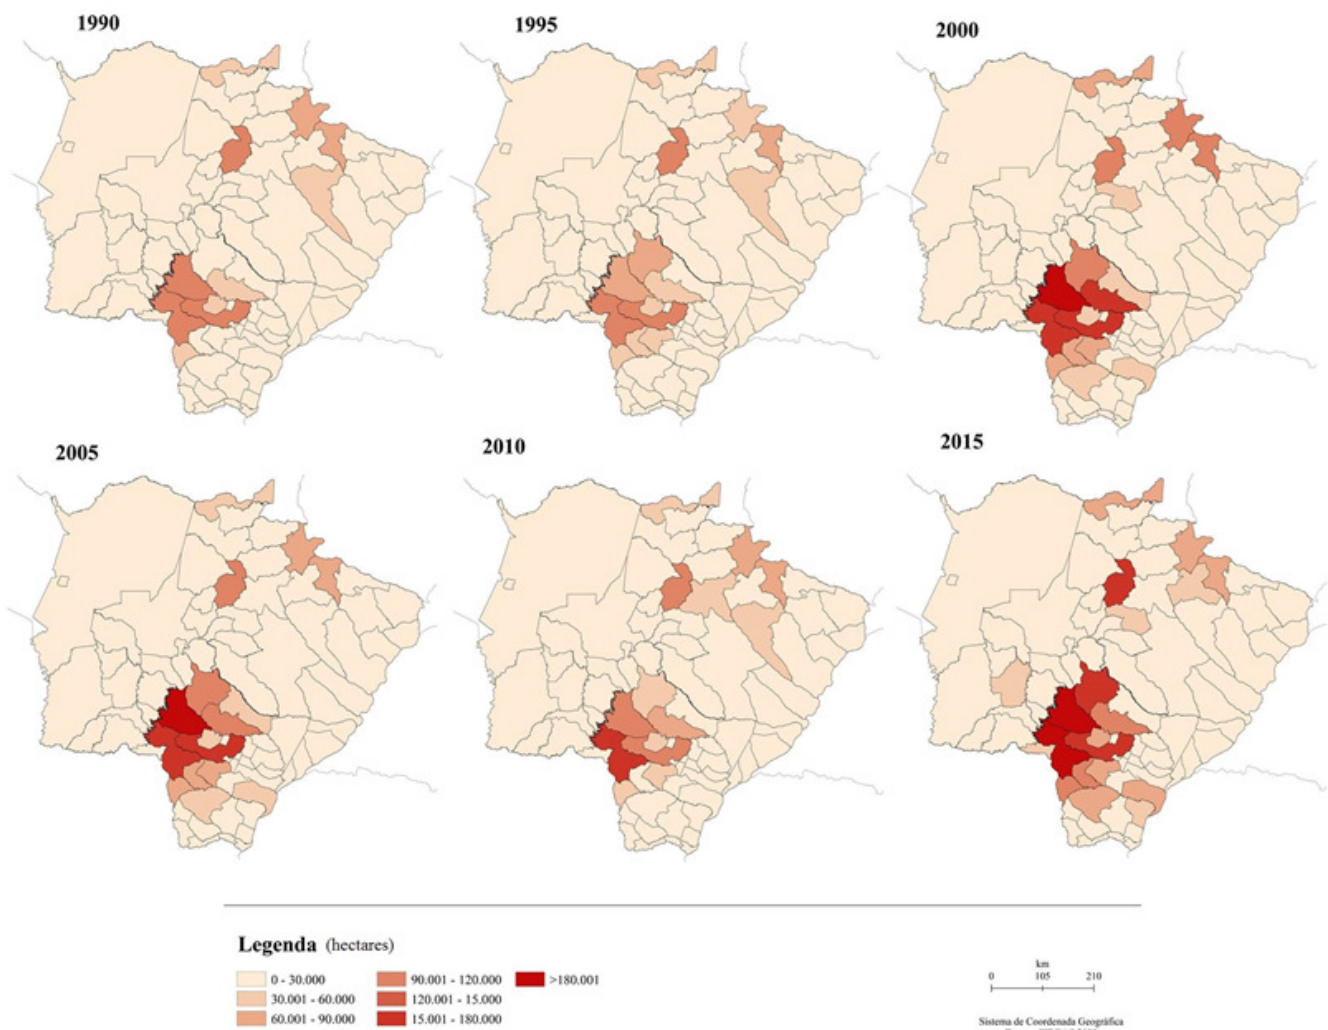 1990
1995
2000
2005
2010
2015
Legenda (hectares)
0 - 30.000
30.001 - 60.000
60.001 - 90.000
90.001 - 120.000
120.001 - 15.000
15.001 - 180.000
>180.001
km
0 105 210
Sistema de Coordenada Geográfica